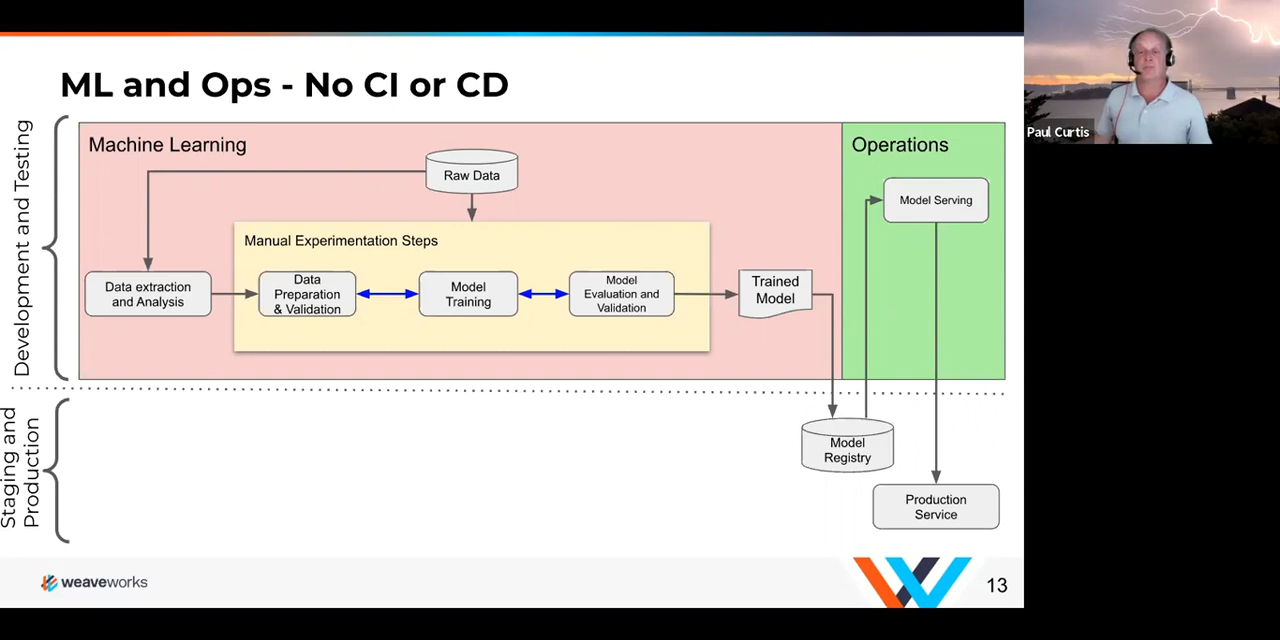 ML and Ops - No CI or CD
Development and Testing
Machine Learning
Operations
Raw Data
Model Serving
Manual Experimentation Steps
Data extraction
and Analysis
Data
Preparation
& Validation
Model
Training
Model
Evaluation and
Validation
Trained
Model
Staging and
Production
Model
Registry
Production
Service
weaveworks
13
Paul Curtis